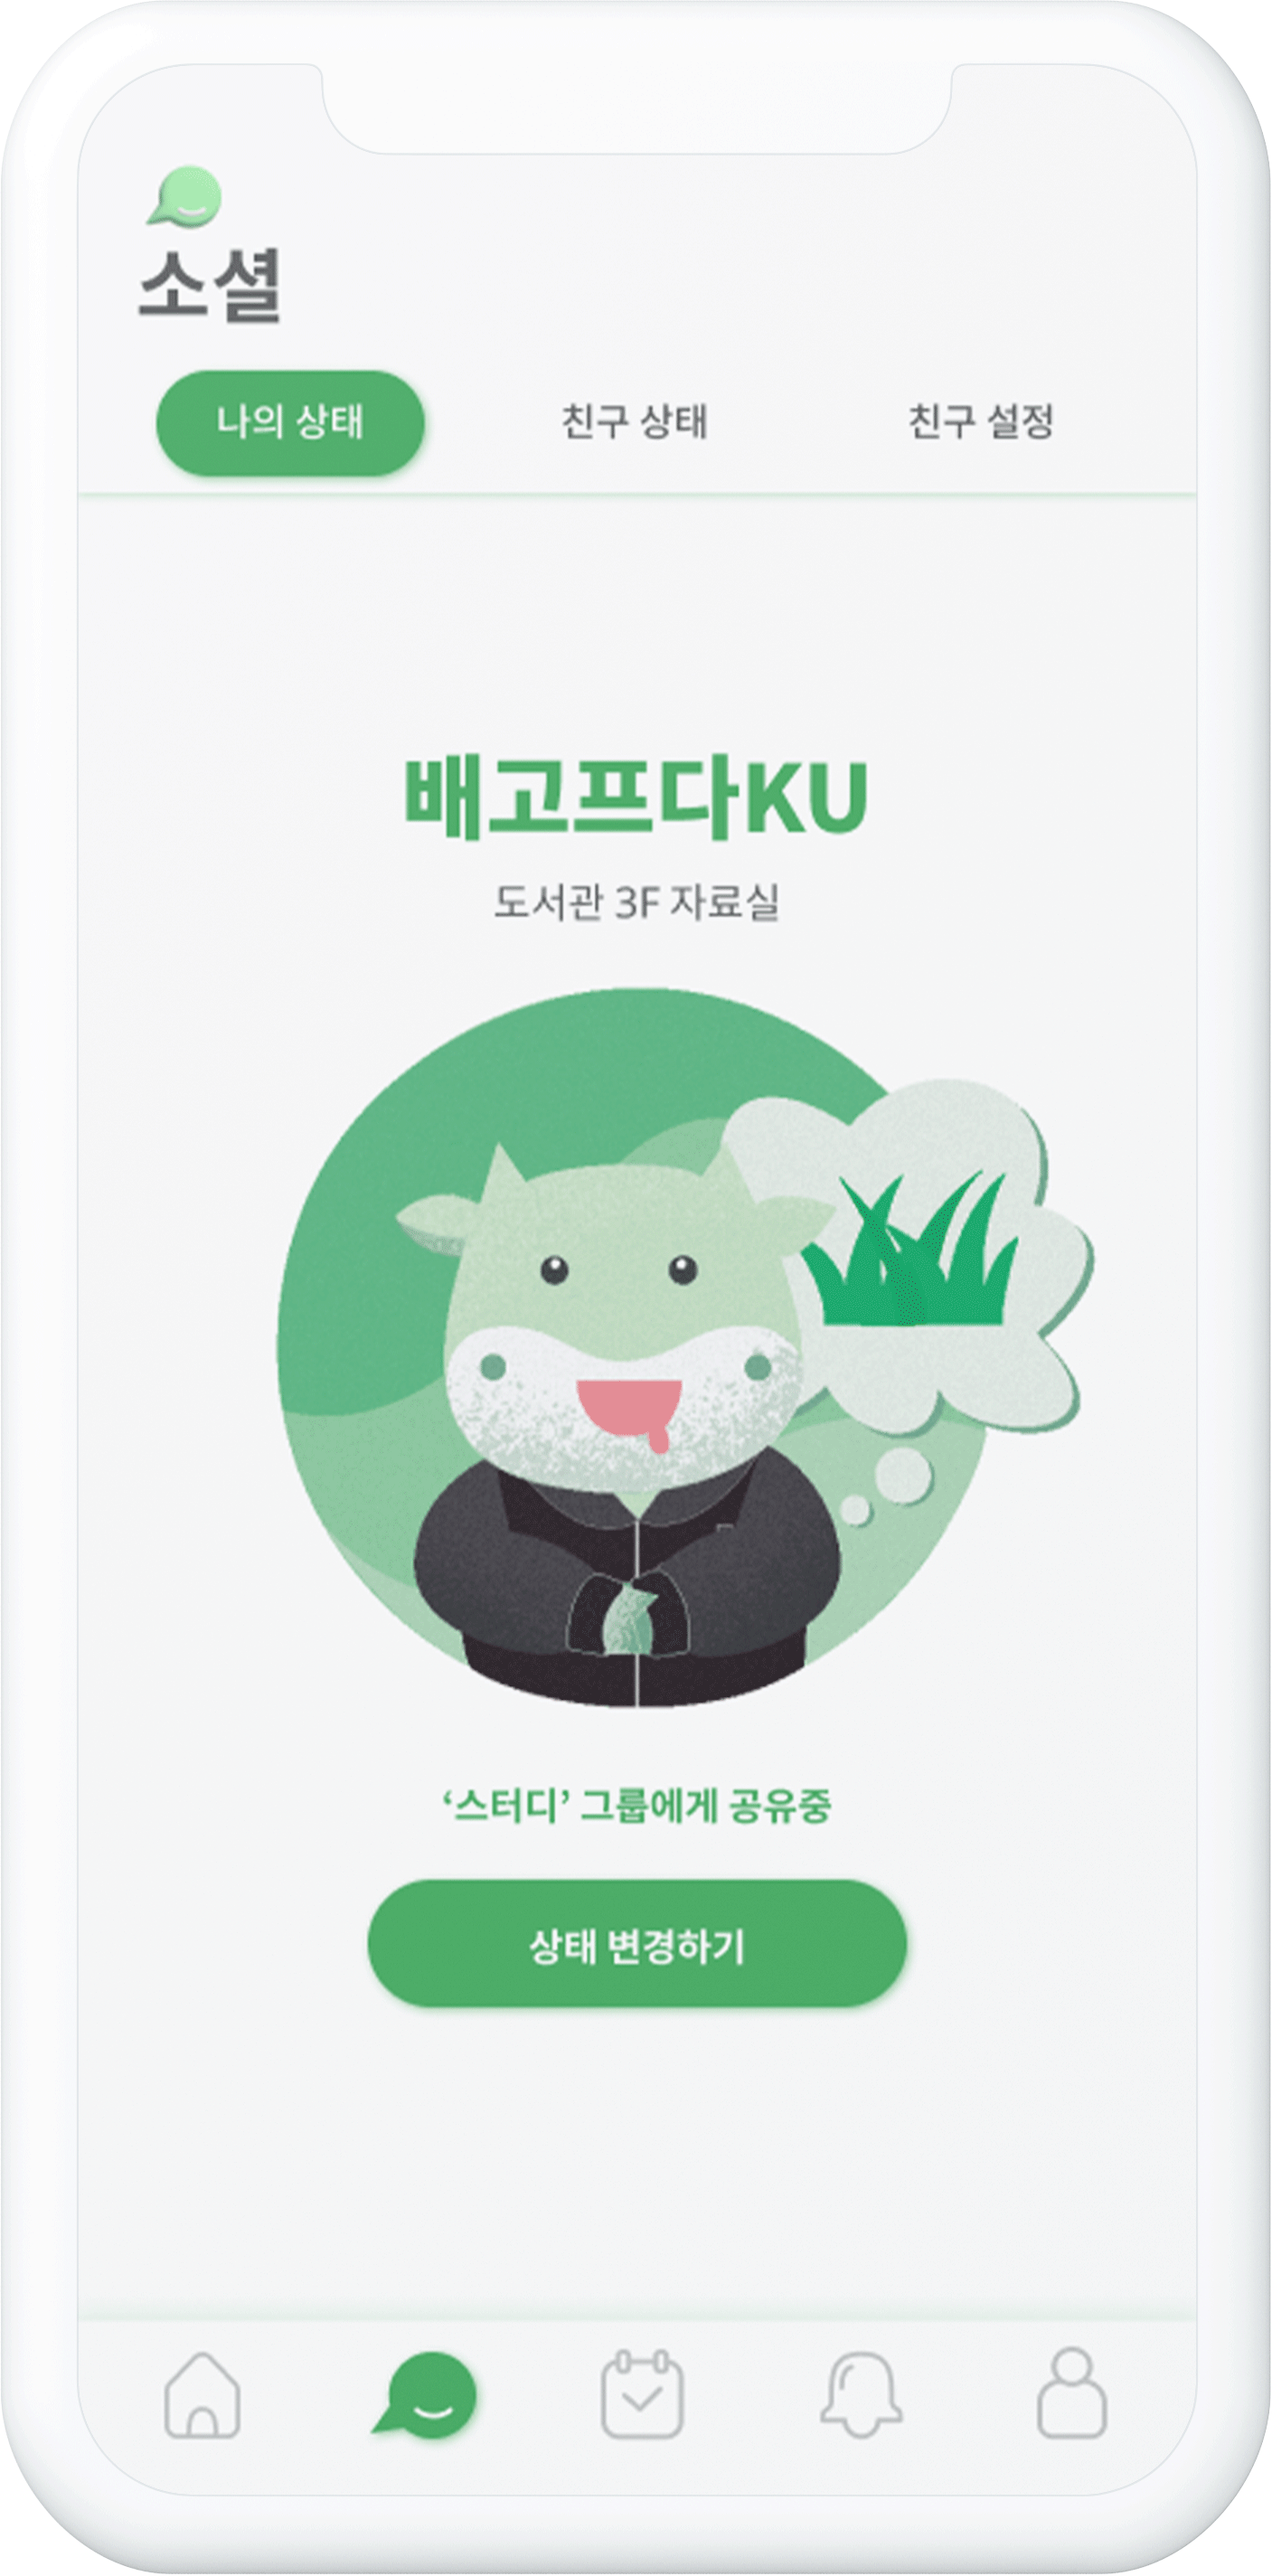 소셜
나의 상태 친구 상태 친구 설정
배고프다KU
도서관 3F 자료실
‘스터디’ 그룹에게 공유중
상태 변경하기